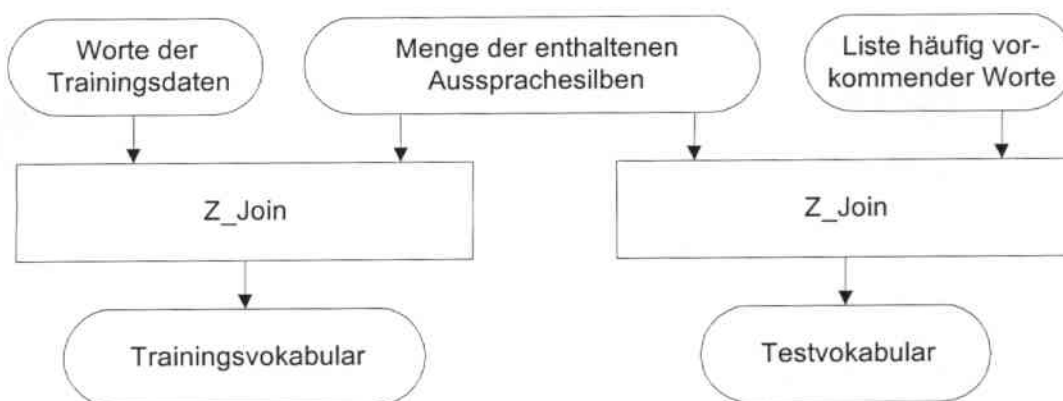 Worte der
Trainingsdaten
Menge der enthaltenen
Aussprachesilben
Liste häufig vor-
kommender Worte
Z_Join
Z_Join
Trainingsvokabular
Testvokabular